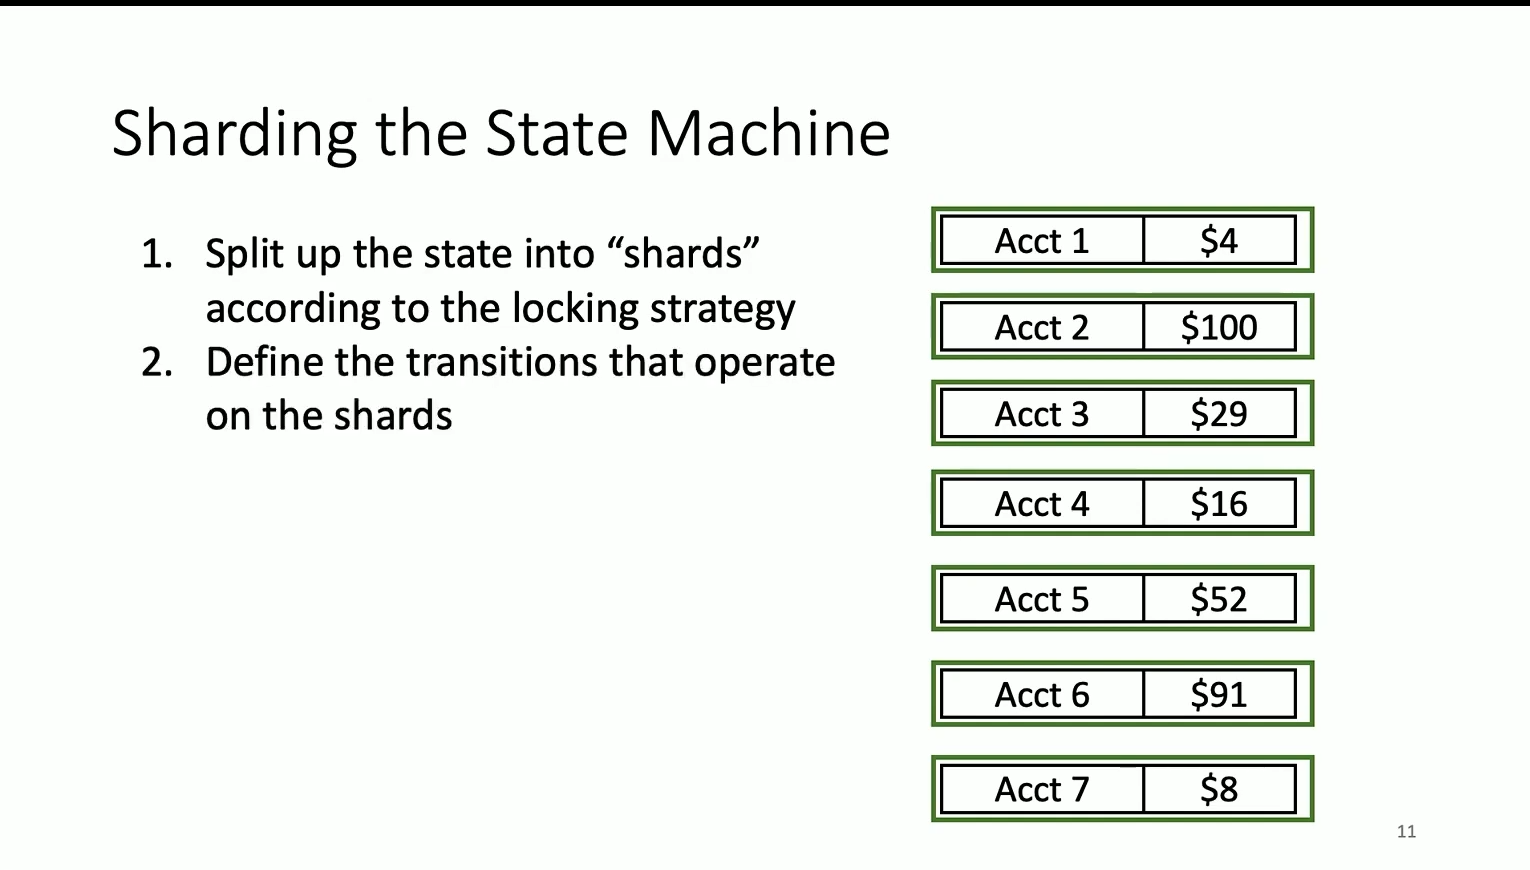 Sharding the State Machine
1. Split up the state into “shards”
according to the locking strategy
2. Define the transitions that operate
on the shards
Acct 1 $4
Acct 2 $100
Acct 3 $29
Acct 4 $16
Acct 5 $52
Acct 6 $91
Acct 7 $8
11